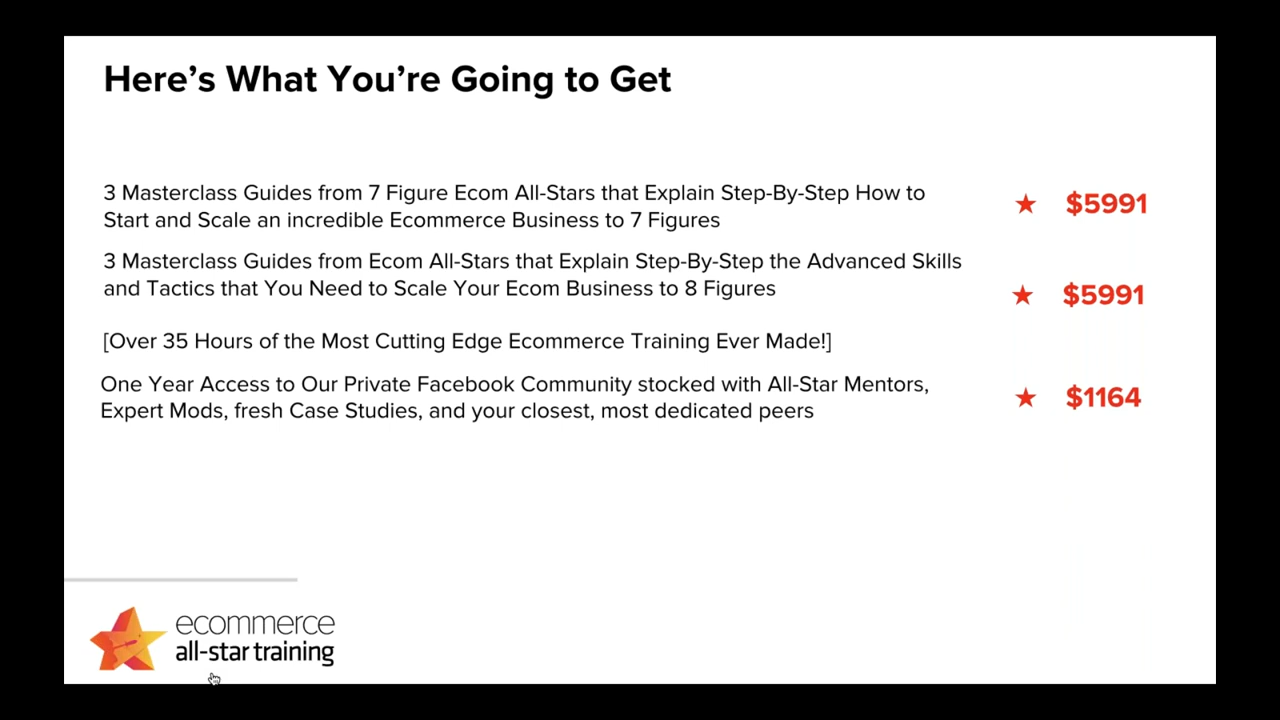 Here's What You're Going to Get
3 Masterclass Guides from 7 Figure Ecom All-Stars that Explain Step-By-Step How to
Start and Scale an incredible Ecommerce Business to 7 Figures
★ $5991
3 Masterclass Guides from Ecom All-Stars that Explain Step-By-Step the Advanced Skills
and Tactics that You Need to Scale Your Ecom Business to 8 Figures
★ $5991
[Over 35 Hours of the Most Cutting Edge Ecommerce Training Ever Made!]
One Year Access to Our Private Facebook Community stocked with All-Star Mentors,
Expert Mods, fresh Case Studies, and your closest, most dedicated peers
★ $1164
ecommerce
all-star training